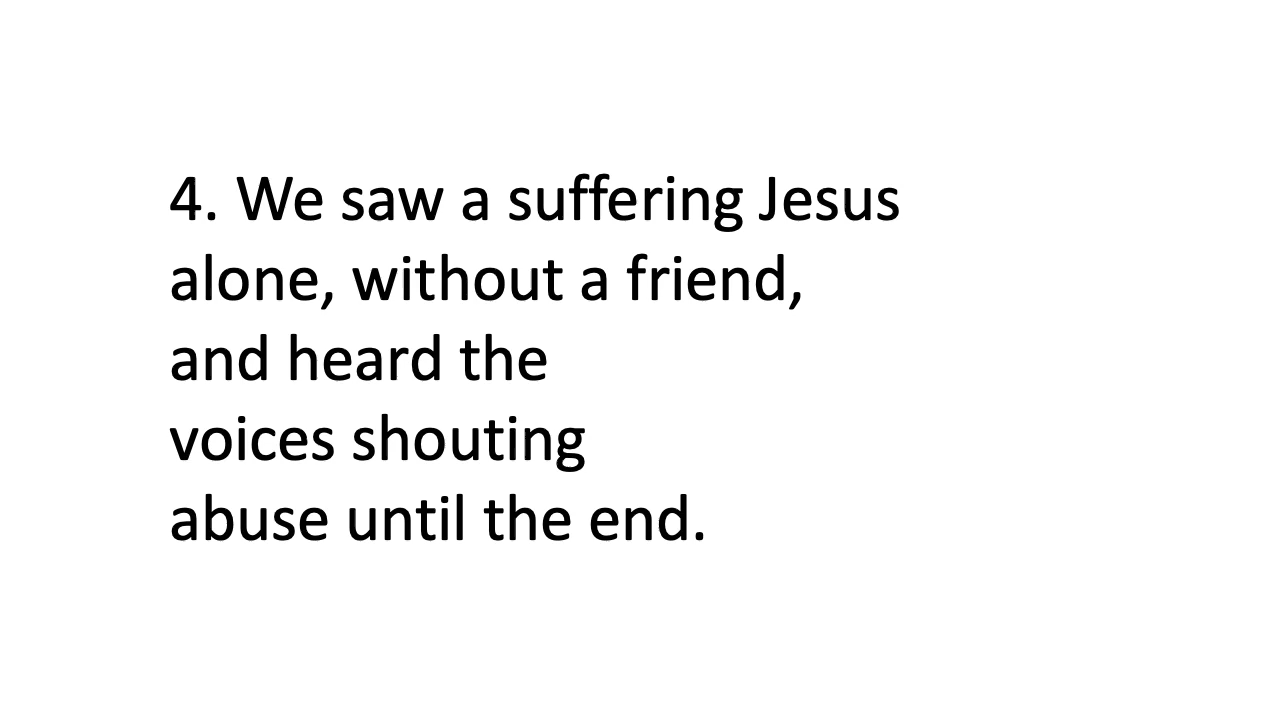 4. We saw a suffering Jesus
alone, without a friend,
and heard the
voices shouting
abuse until the end.